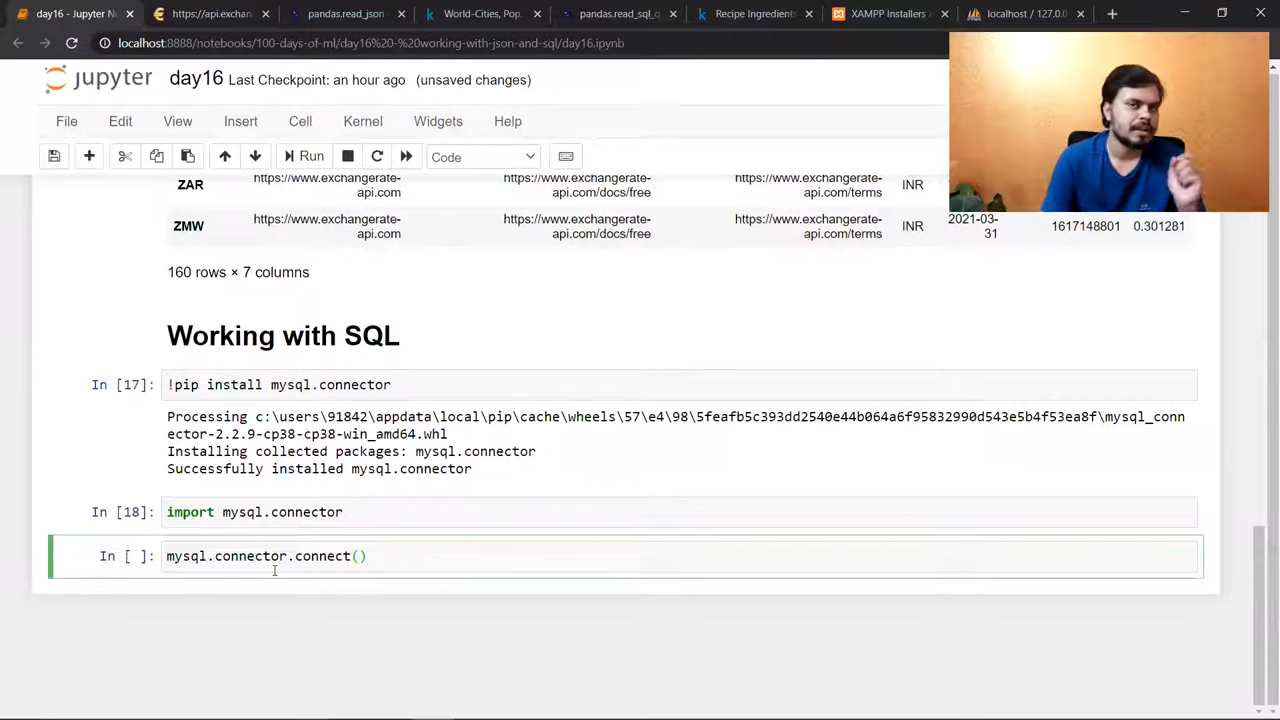 day16 - Jupyter No
https://api.exchan
pandas.read_json
World-Cities, Pop
pandas.read_sql_q
Recipe Ingredients
XAMPP Installers a
localhost / 127.0.0
localhost:8888/notebooks/100-days-of-ml/day16%20-%20working-with-json-and-sql/day16.ipynb
jupyter day16 Last Checkpoint: an hour ago (unsaved changes)
File Edit View Insert Cell Kernel Widgets Help
Run Code
ZAR https://www.exchangerate-api.com https://www.exchangerate-api.com/docs/free https://www.exchangerate-api.com/terms INR
ZMW https://www.exchangerate-api.com https://www.exchangerate-api.com/docs/free https://www.exchangerate-api.com/terms INR 2021-03-31 1617148801 0.301281
160 rows × 7 columns
Working with SQL
In [17]: !pip install mysql.connector
Processing c:\users\91842\appdata\local\pip\cache\wheels\57\e4\98\5feafb5c393dd2540e44b064a6f95832990d543e5b4f53ea8f\mysql_conn
ector-2.2.9-cp38-cp38-win_amd64.whl
Installing collected packages: mysql.connector
Successfully installed mysql.connector
In [18]: import mysql.connector
In [ ]: mysql.connector.connect()